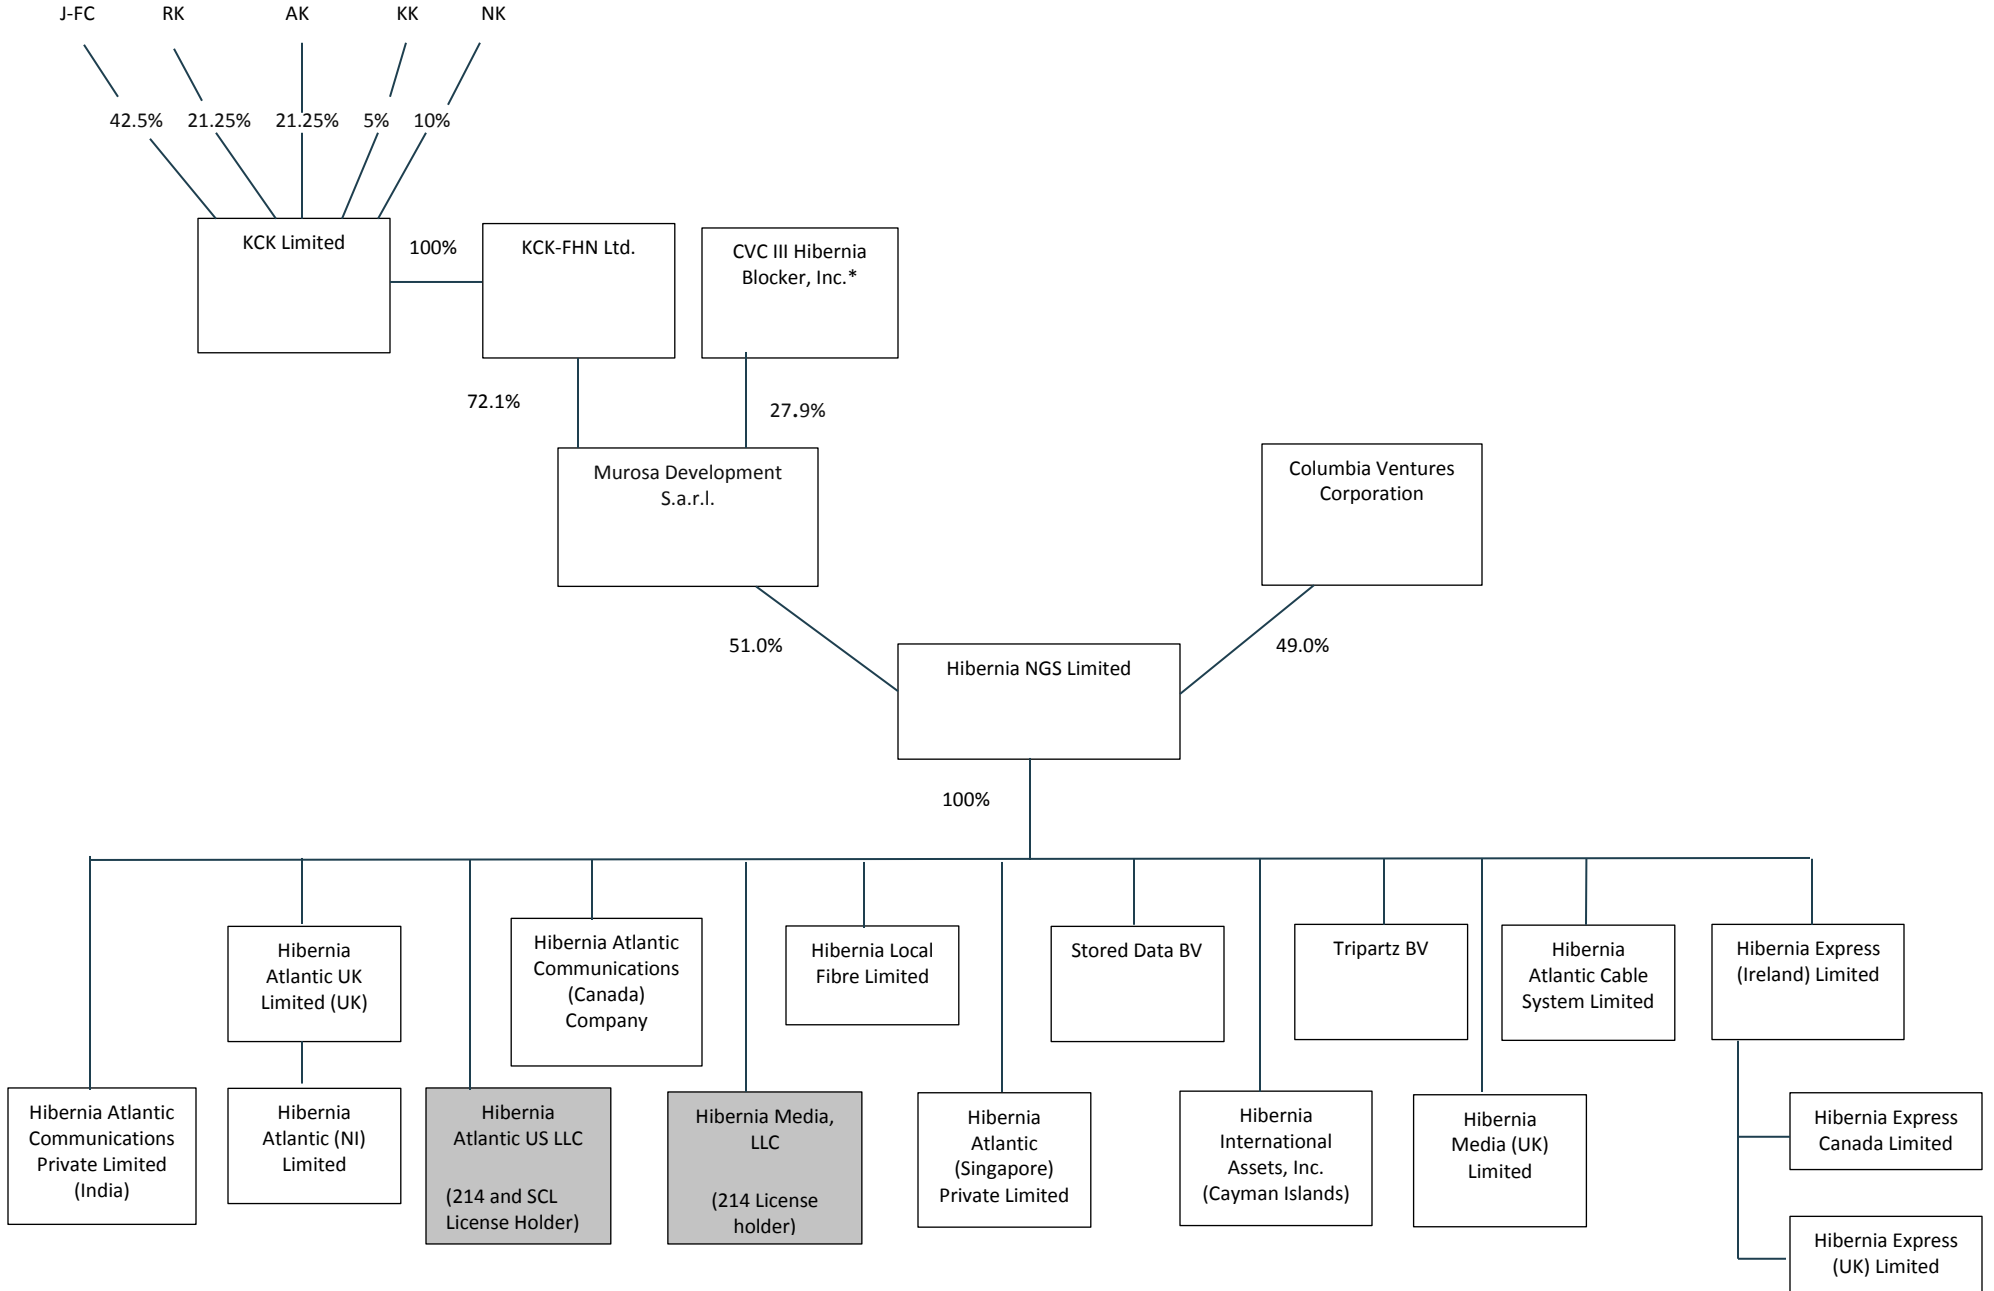 J-FC
RK
AK
KK
NK
42.5%
21.25%
21.25%
5%
10%
KCK Limited
100%
KCK-FHN Ltd.
CVC III Hibernia
Blocker, Inc.*
72.1%
27.9%
Murosa Development
S.a.r.l.
Columbia Ventures
Corporation
51.0%
49.0%
Hibernia NGS Limited
100%
Hibernia
Atlantic UK
Limited (UK)
Hibernia Atlantic
Communications
(Canada)
Company
Hibernia Local
Fibre Limited
Stored Data BV
Tripartz BV
Hibernia
Atlantic Cable
System Limited
Hibernia Express
(Ireland) Limited
Hibernia Atlantic
Communications
Private Limited
(India)
Hibernia
Atlantic (NI)
Limited
Hibernia
Atlantic US LLC
(214 and SCL
License Holder)
Hibernia Media,
LLC
(214 License
holder)
Hibernia
Atlantic
(Singapore)
Private Limited
Hibernia
International
Assets, Inc.
(Cayman Islands)
Hibernia
Media (UK)
Limited
Hibernia Express
Canada Limited
Hibernia Express
(UK) Limited